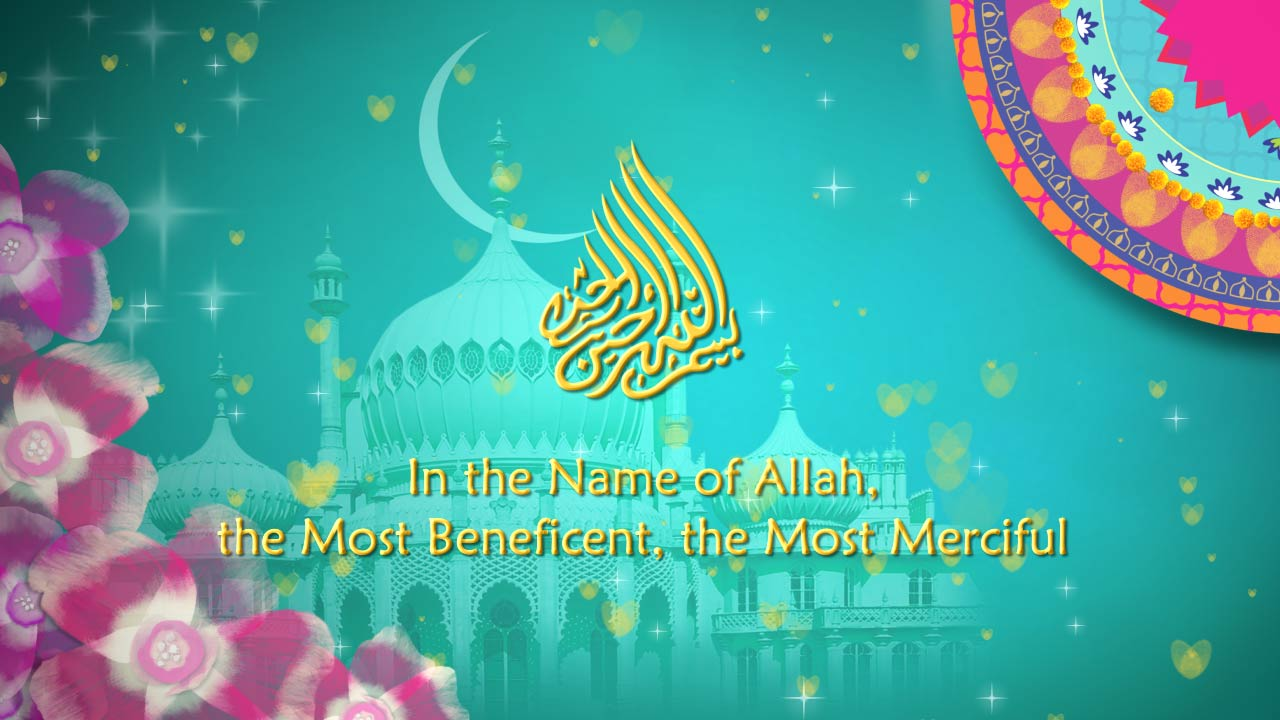 بسم الله الرحمن الرحيم
In the Name of Allah,
the Most Beneficent, the Most Merciful